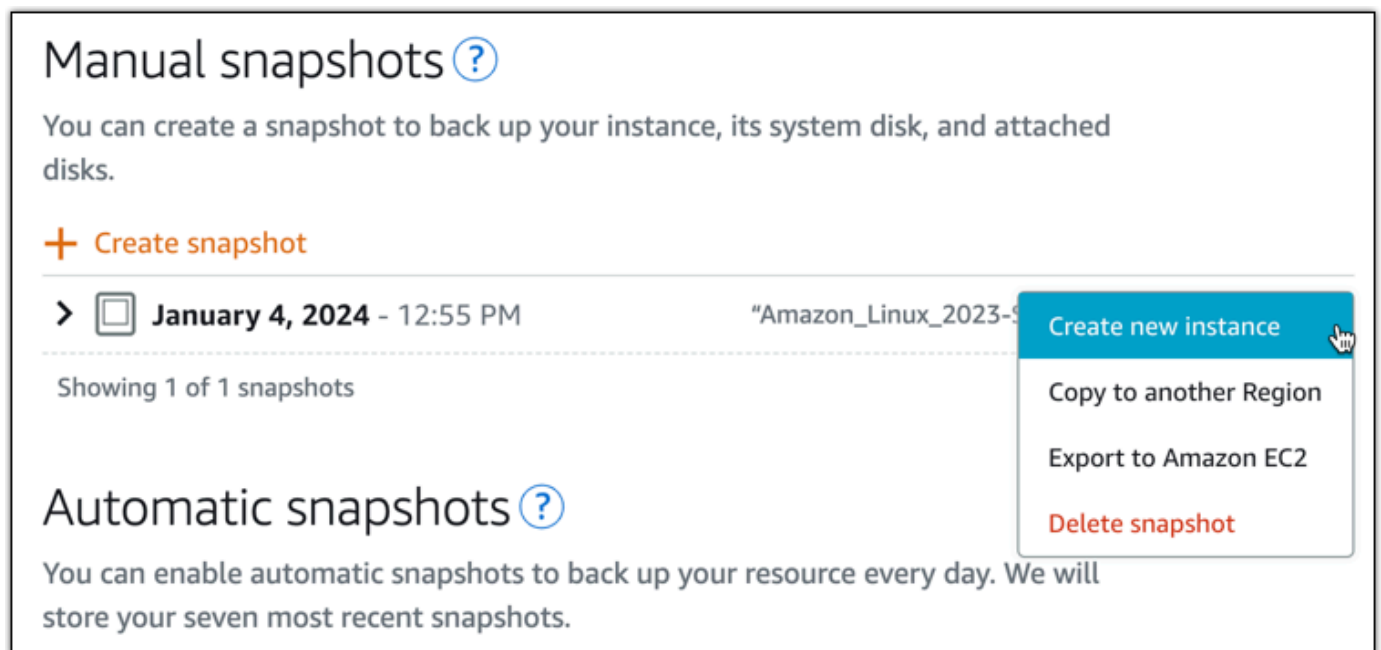 Manual snapshots ?
You can create a snapshot to back up your instance, its system disk, and attached
disks.
+ Create snapshot
January 4, 2024 - 12:55 PM
“Amazon_Linux_2023-
Create new instance
Copy to another Region
Export to Amazon EC2
Delete snapshot
Showing 1 of 1 snapshots
Automatic snapshots ?
You can enable automatic snapshots to back up your resource every day. We will
store your seven most recent snapshots.